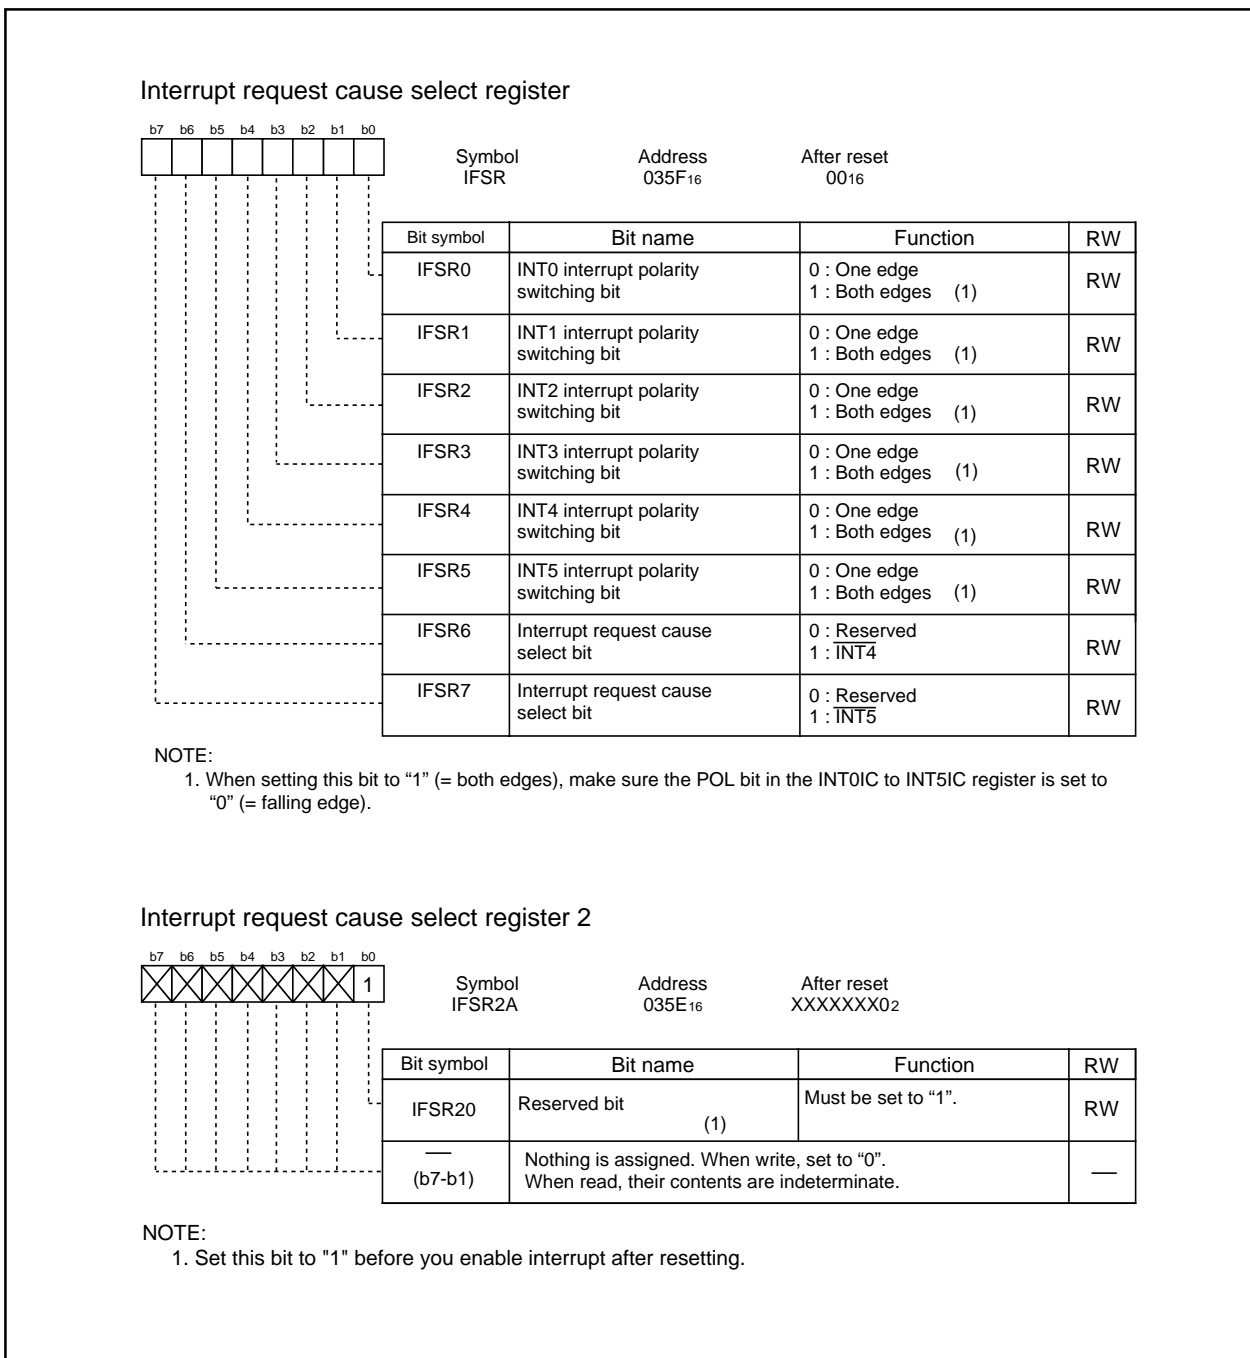 Interrupt request cause select register
b7 b6 b5 b4 b3 b2 b1 b0
Symbol Address After reset
IFSR 035F16 0016
Bit symbol Bit name Function RW
IFSR0 INT0 interrupt polarity 0 : One edge
switching bit 1 : Both edges (1) RW
IFSR1 INT1 interrupt polarity 0 : One edge
switching bit 1 : Both edges (1) RW
IFSR2 INT2 interrupt polarity 0 : One edge
switching bit 1 : Both edges (1) RW
IFSR3 INT3 interrupt polarity 0 : One edge
switching bit 1 : Both edges (1) RW
IFSR4 INT4 interrupt polarity 0 : One edge
switching bit 1 : Both edges (1) RW
IFSR5 INT5 interrupt polarity 0 : One edge
switching bit 1 : Both edges (1) RW
IFSR6 Interrupt request cause 0 : Reserved
select bit 1 : INT4 RW
IFSR7 Interrupt request cause 0 : Reserved
select bit 1 : INT5 RW
NOTE:
1. When setting this bit to “1” (= both edges), make sure the POL bit in the INT0IC to INT5IC register is set to
“0” (= falling edge).
Interrupt request cause select register 2
b7 b6 b5 b4 b3 b2 b1 b0
1
Symbol Address After reset
IFSR2A 035E16 XXXXXXX02
Bit symbol Bit name Function RW
IFSR20 Reserved bit Must be set to “1”. RW
(1)
— Nothing is assigned. When write, set to “0”.
(b7-b1) When read, their contents are indeterminate. —
NOTE:
1. Set this bit to "1" before you enable interrupt after resetting.